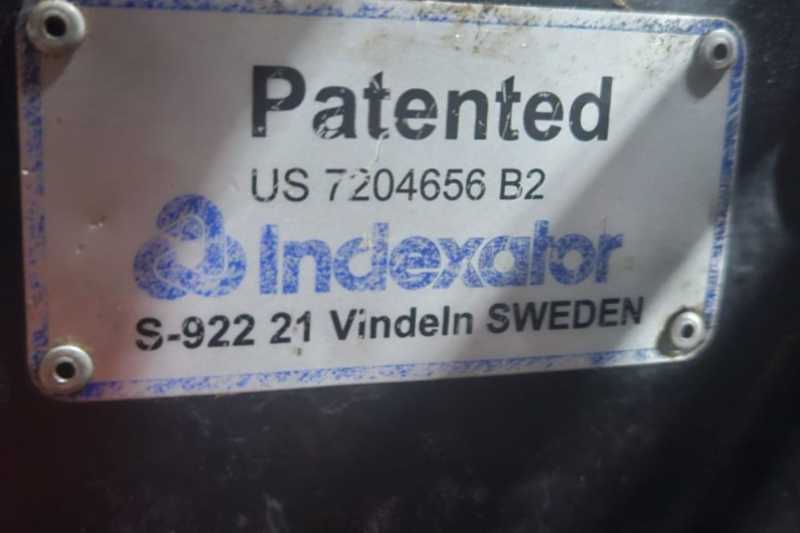 Patented
US 7204656 B2
Indexator
S-922 21 Vindeln SWEDEN